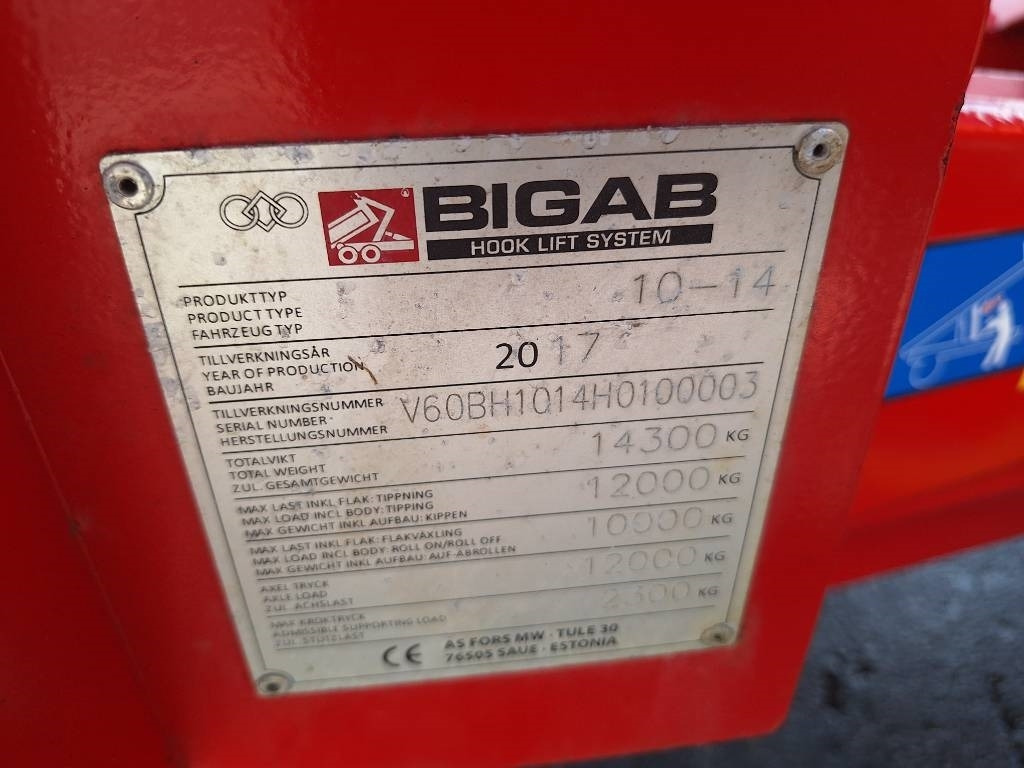 BIGAB
HOOK LIFT SYSTEM
PRODUKTTYP
PRODUCT TYPE 10-14
FAHRZEUG TYP
TILLVERKNINGSÅR
YEAR OF PRODUCTION 2017
BAUJAHR
TILLVERKNINGSNUMMER
SERIAL NUMBER V60BH1014H0100003
HERSTELLUNGSNUMMER
TOTALVIKT
TOTAL WEIGHT 14300 KG
ZUL. GESAMTGEWICHT
MAX LAST INKL FLAK: TIPPNING
MAX LOAD INCL BODY: TIPPING 12000 KG
MAX GEWICHT INKL AUFBAU: KIPPEN
MAX LAST INKL FLAK: FLAKVÄXLING
MAX LOAD INCL BODY: ROLL ON/ROLL OFF 10000 KG
MAX GEWICHT INKL AUFBAU: AUF-ABROLLEN
AXEL TRYCK
AXLE LOAD 12000 KG
ZUL. ACHSLAST
MAX KROKTRYCK
ADMISSIBLE SUPPORTING LOAD 2300 KG
ZUL. STÜTZLAST
CE AS FORS MW · TULE 30
76505 SAUE · ESTONIA